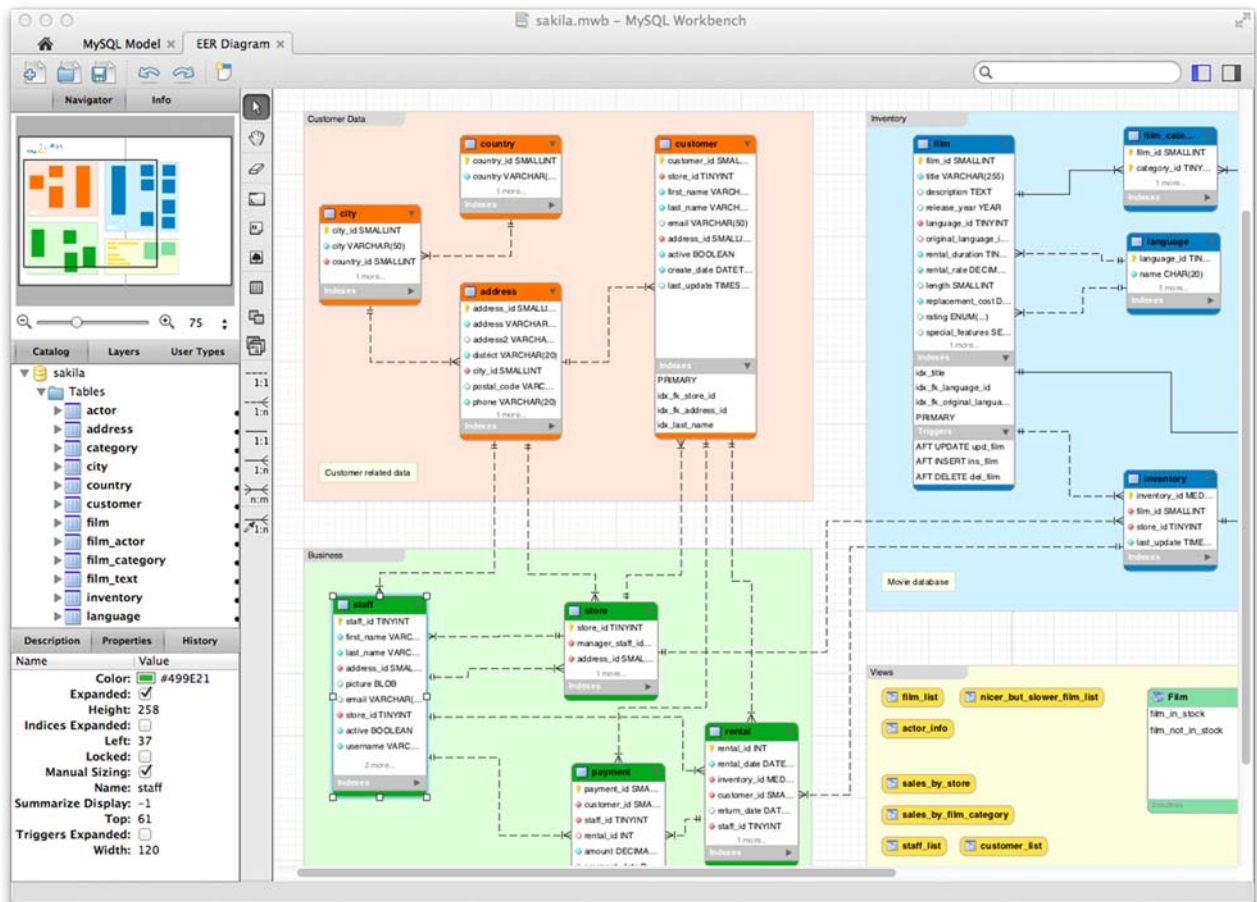 sakila.mwb – MySQL Workbench
MySQL Model ×
EER Diagram ×
Navigator
Info
75
Catalog
Layers
User Types
sakila
Tables
actor
address
category
city
country
customer
film
film_actor
film_category
film_text
inventory
language
Description
Properties
History
Name
Value
Color: #499E21
Expanded:
Height: 258
Indices Expanded:
Left: 37
Locked:
Manual Sizing:
Name: staff
Summarize Display: -1
Top: 61
Triggers Expanded:
Width: 120
1:1
1:n
1:1
1:n
n:m
1:n
Customer Data
country
country_id SMALLINT
country VARCHAR(...
1 more...
Indexes
city
city_id SMALLINT
city VARCHAR(50)
country_id SMALLINT
1 more...
Indexes
address
address_id SMALLI...
address VARCHAR...
address2 VARCHA...
district VARCHAR(20)
city_id SMALLINT
postal_code VARC...
phone VARCHAR(20)
1 more...
Indexes
customer
customer_id SMAL...
store_id TINYINT
first_name VARCH...
last_name VARCH...
email VARCHAR(50)
address_id SMALLI...
active BOOLEAN
create_date DATET...
last_update TIMES...
Indexes
PRIMARY
idx_fk_store_id
idx_fk_address_id
idx_last_name
Customer related data
Inventory
film
film_id SMALLINT
title VARCHAR(255)
description TEXT
release_year YEAR
language_id TINYINT
original_language_i...
rental_duration TIN...
rental_rate DECIM...
length SMALLINT
replacement_cost D...
rating ENUM(...)
special_features SE...
1 more...
Indexes
idx_title
idx_fk_language_id
idx_fk_original_langua...
PRIMARY
Triggers
AFT UPDATE upd_film
AFT INSERT ins_film
AFT DELETE del_film
film_cate...
film_id SMALLINT
category_id TINY...
1 more...
Indexes
language
language_id TIN...
name CHAR(20)
1 more...
Indexes
inventory
inventory_id MED...
film_id SMALLINT
store_id TINYINT
last_update TIME...
Indexes
Movie database
Business
staff
staff_id TINYINT
first_name VARC...
last_name VARC...
address_id SMAL...
picture BLOB
email VARCHAR(...
store_id TINYINT
active BOOLEAN
username VARC...
2 more...
Indexes
store
store_id TINYINT
manager_staff_id...
address_id SMAL...
1 more...
Indexes
payment
payment_id SMA...
customer_id SMA...
staff_id TINYINT
rental_id INT
amount DECIMA...
rental
rental_id INT
rental_date DATE...
inventory_id MED...
customer_id SMA...
return_date DAT...
staff_id TINYINT
1 more...
Indexes
Views
film_list
nicer_but_slower_film_list
actor_info
sales_by_store
sales_by_film_category
staff_list
customer_list
Film
film_in_stock
film_not_in_stock